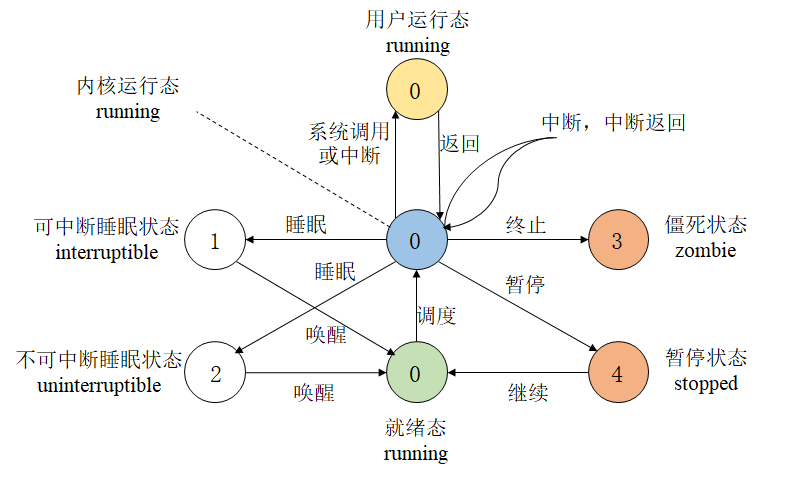 用户运行态
running
0
内核运行态
running
系统调用
或中断
返回
中断，中断返回
可中断睡眠状态
interruptible
1
睡眠
0
终止
3
僵死状态
zombie
睡眠
暂停
唤醒
调度
不可中断睡眠状态
uninterruptible
2
唤醒
0
继续
4
暂停状态
stopped
就绪态
running